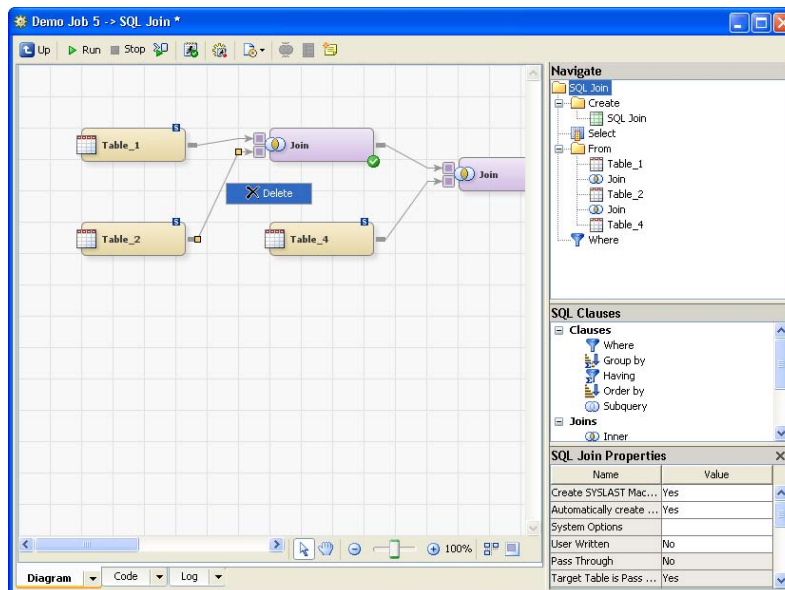 Demo Job 5 -> SQL Join *
Up Run Stop
Table_1
S
Join
Join
Delete
Table_2
S
Table_4
S
100%
Diagram Code Log
Navigate
SQL Join
Create
SQL Join
Select
From
Table_1
Join
Table_2
Join
Table_4
Where
SQL Clauses
Clauses
Where
Group by
Having
Order by
Subquery
Joins
Inner
SQL Join Properties
Name Value
Create SYSLAST Mac... Yes
Automatically create ... Yes
System Options
User Written No
Pass Through No
Target Table is Pass ... Yes